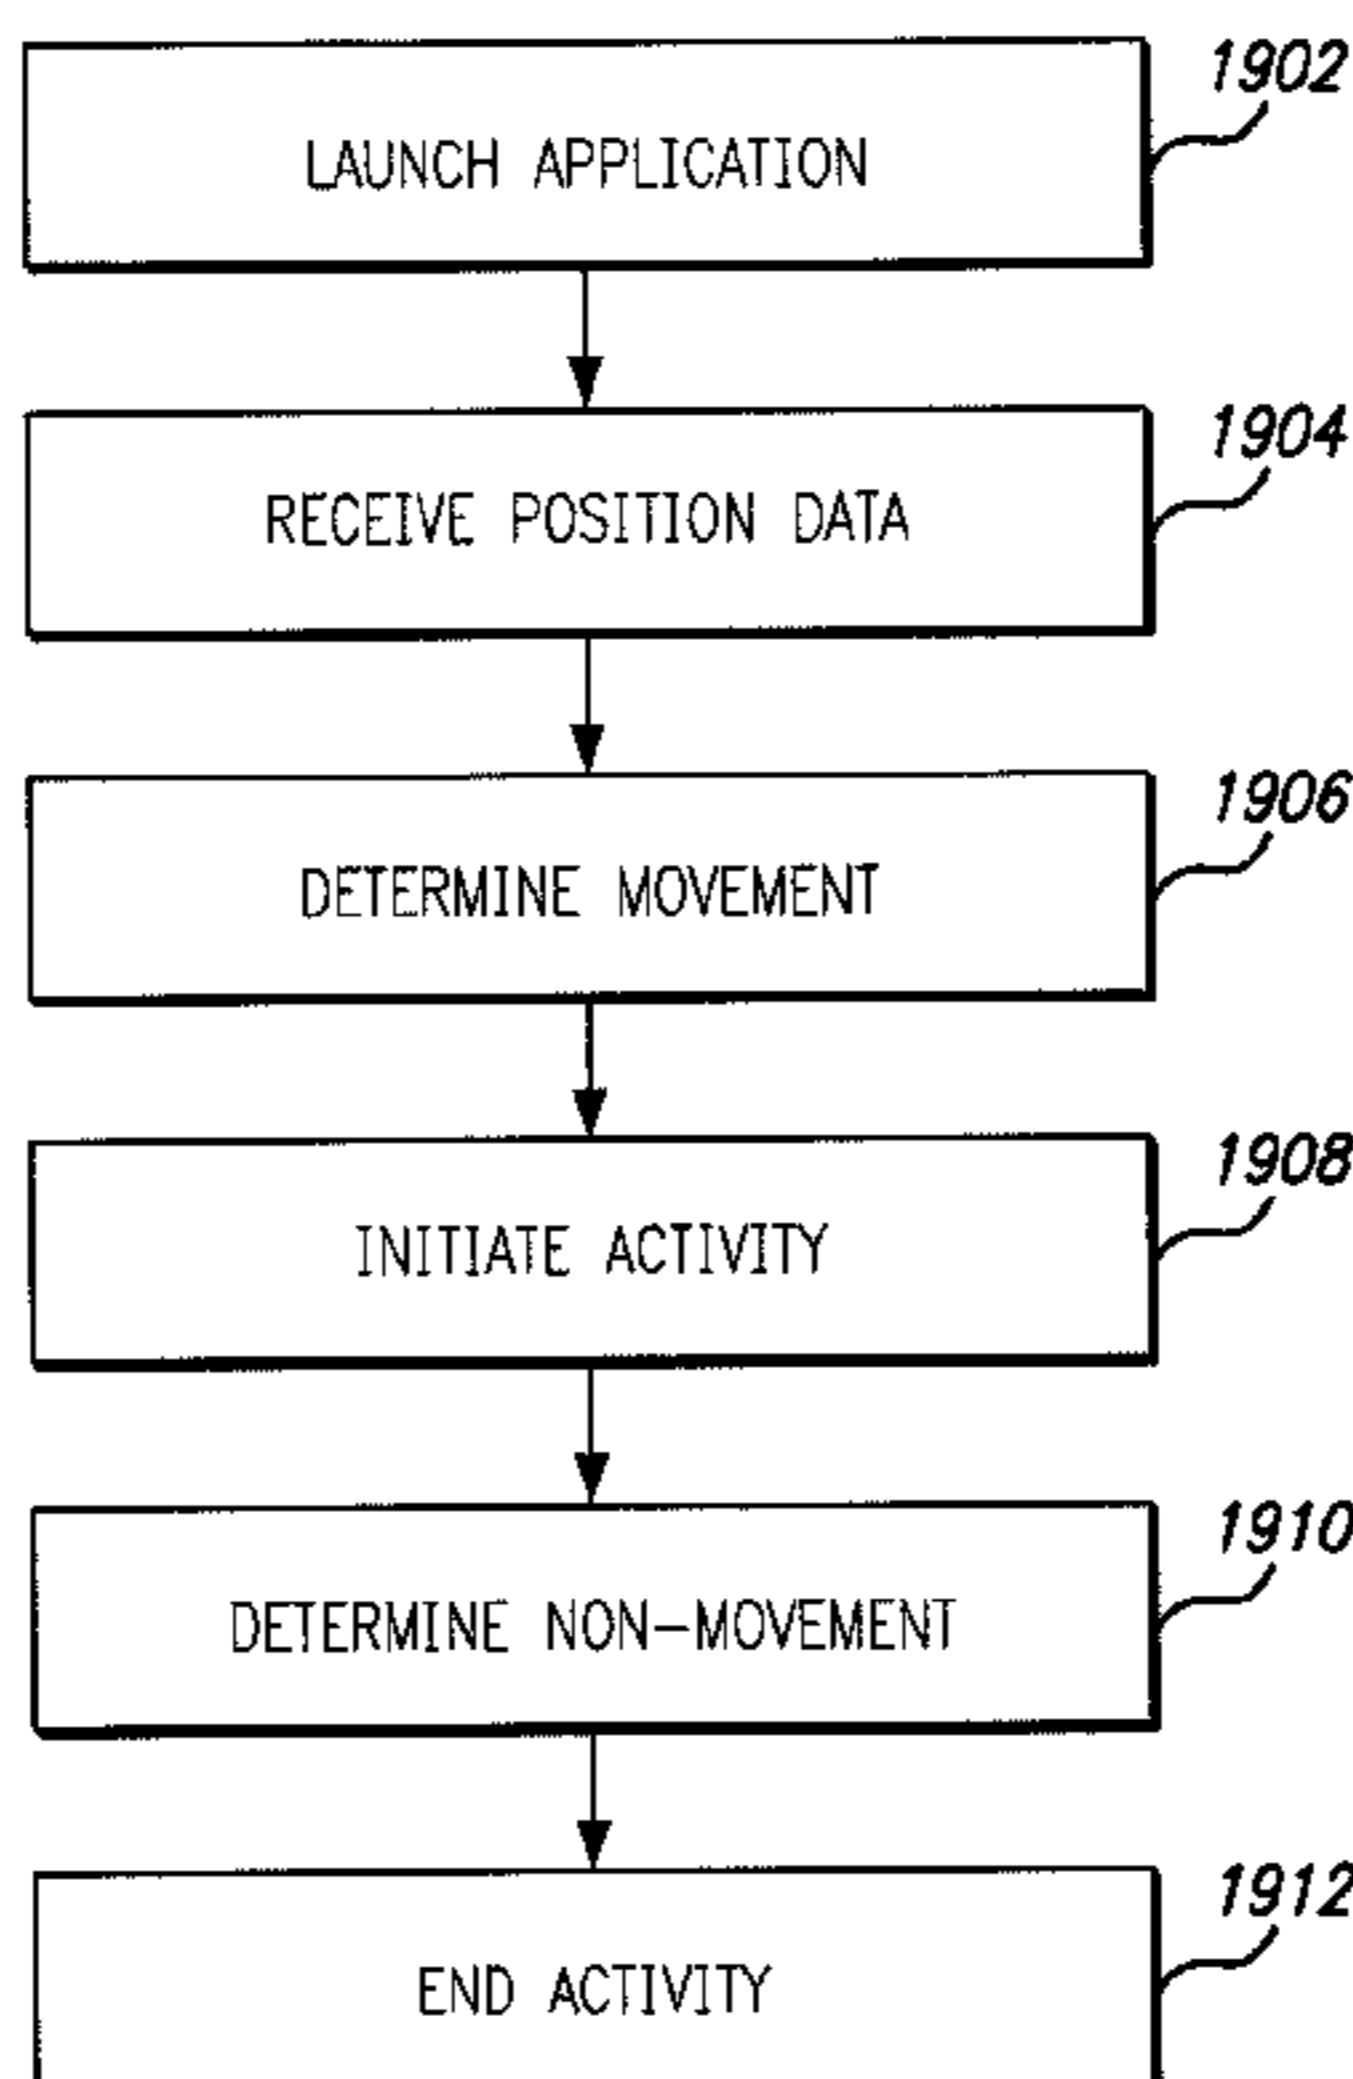 1902
LAUNCH APPLICATION
1904
RECEIVE POSITION DATA
1906
DETERMINE MOVEMENT
1908
INITIATE ACTIVITY
1910
DETERMINE NON-MOVEMENT
1912
END ACTIVITY